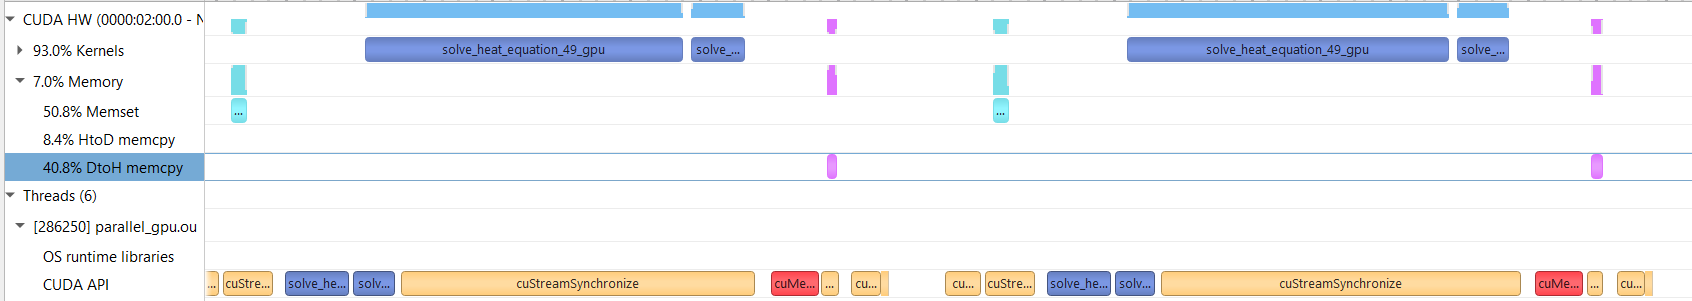 CUDA HW (0000:02:00.0 - N
93.0% Kernels
solve_heat_equation_49_gpu solve_... solve_heat_equation_49_gpu solve_...
7.0% Memory
50.8% Memset
... ...
8.4% HtoD memcpy
40.8% DtoH memcpy
Threads (6)
[286250] parallel_gpu.ou
OS runtime libraries
CUDA API
... cuStre... solve_he... solv... cuStreamSynchronize cuMe... ... cu... cu... cuStre... solve_he... solv... cuStreamSynchronize cuMe... ... cu...